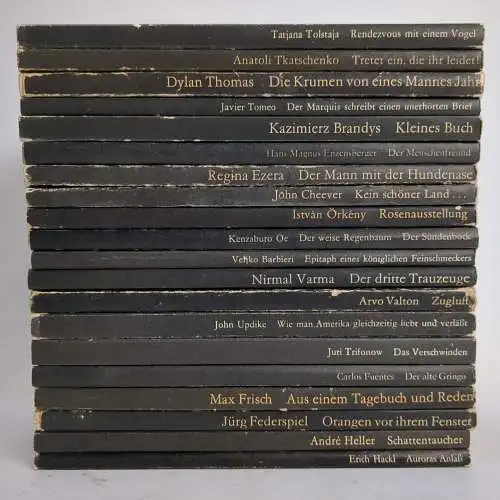 Tatjana Tolstaja Rendezvous mit einem Vogel
Anatoli Tkatschenko Tretet ein, die ihr leidet!
Dylan Thomas Die Krumen von eines Mannes Jahr
Javier Tomeo Der Marquis schreibt einen unerhörten Brief
Kazimierz Brandys Kleines Buch
Hans Magnus Enzensberger Der Menschenfreund
Regina Ezera Der Mann mit der Hundenase
John Cheever Kein schöner Land...
István Örkény Rosenausstellung
Kenzaburo Oe Der weise Regenbaum · Der Sündenbock
Veljko Barbieri Epitaph eines königlichen Feinschmeckers
Nirmal Varma Der dritte Trauzeuge
Arvo Valton Zugluft
John Updike Wie man Amerika gleichzeitig liebt und verläßt
Juri Trifonow Das Verschwinden
Carlos Fuentes Der alte Gringo
Max Frisch Aus einem Tagebuch und Reden
Jürg Federspiel Orangen vor ihrem Fenster
André Heller Schattentaucher
Erich Hackl Auroras Anlaß